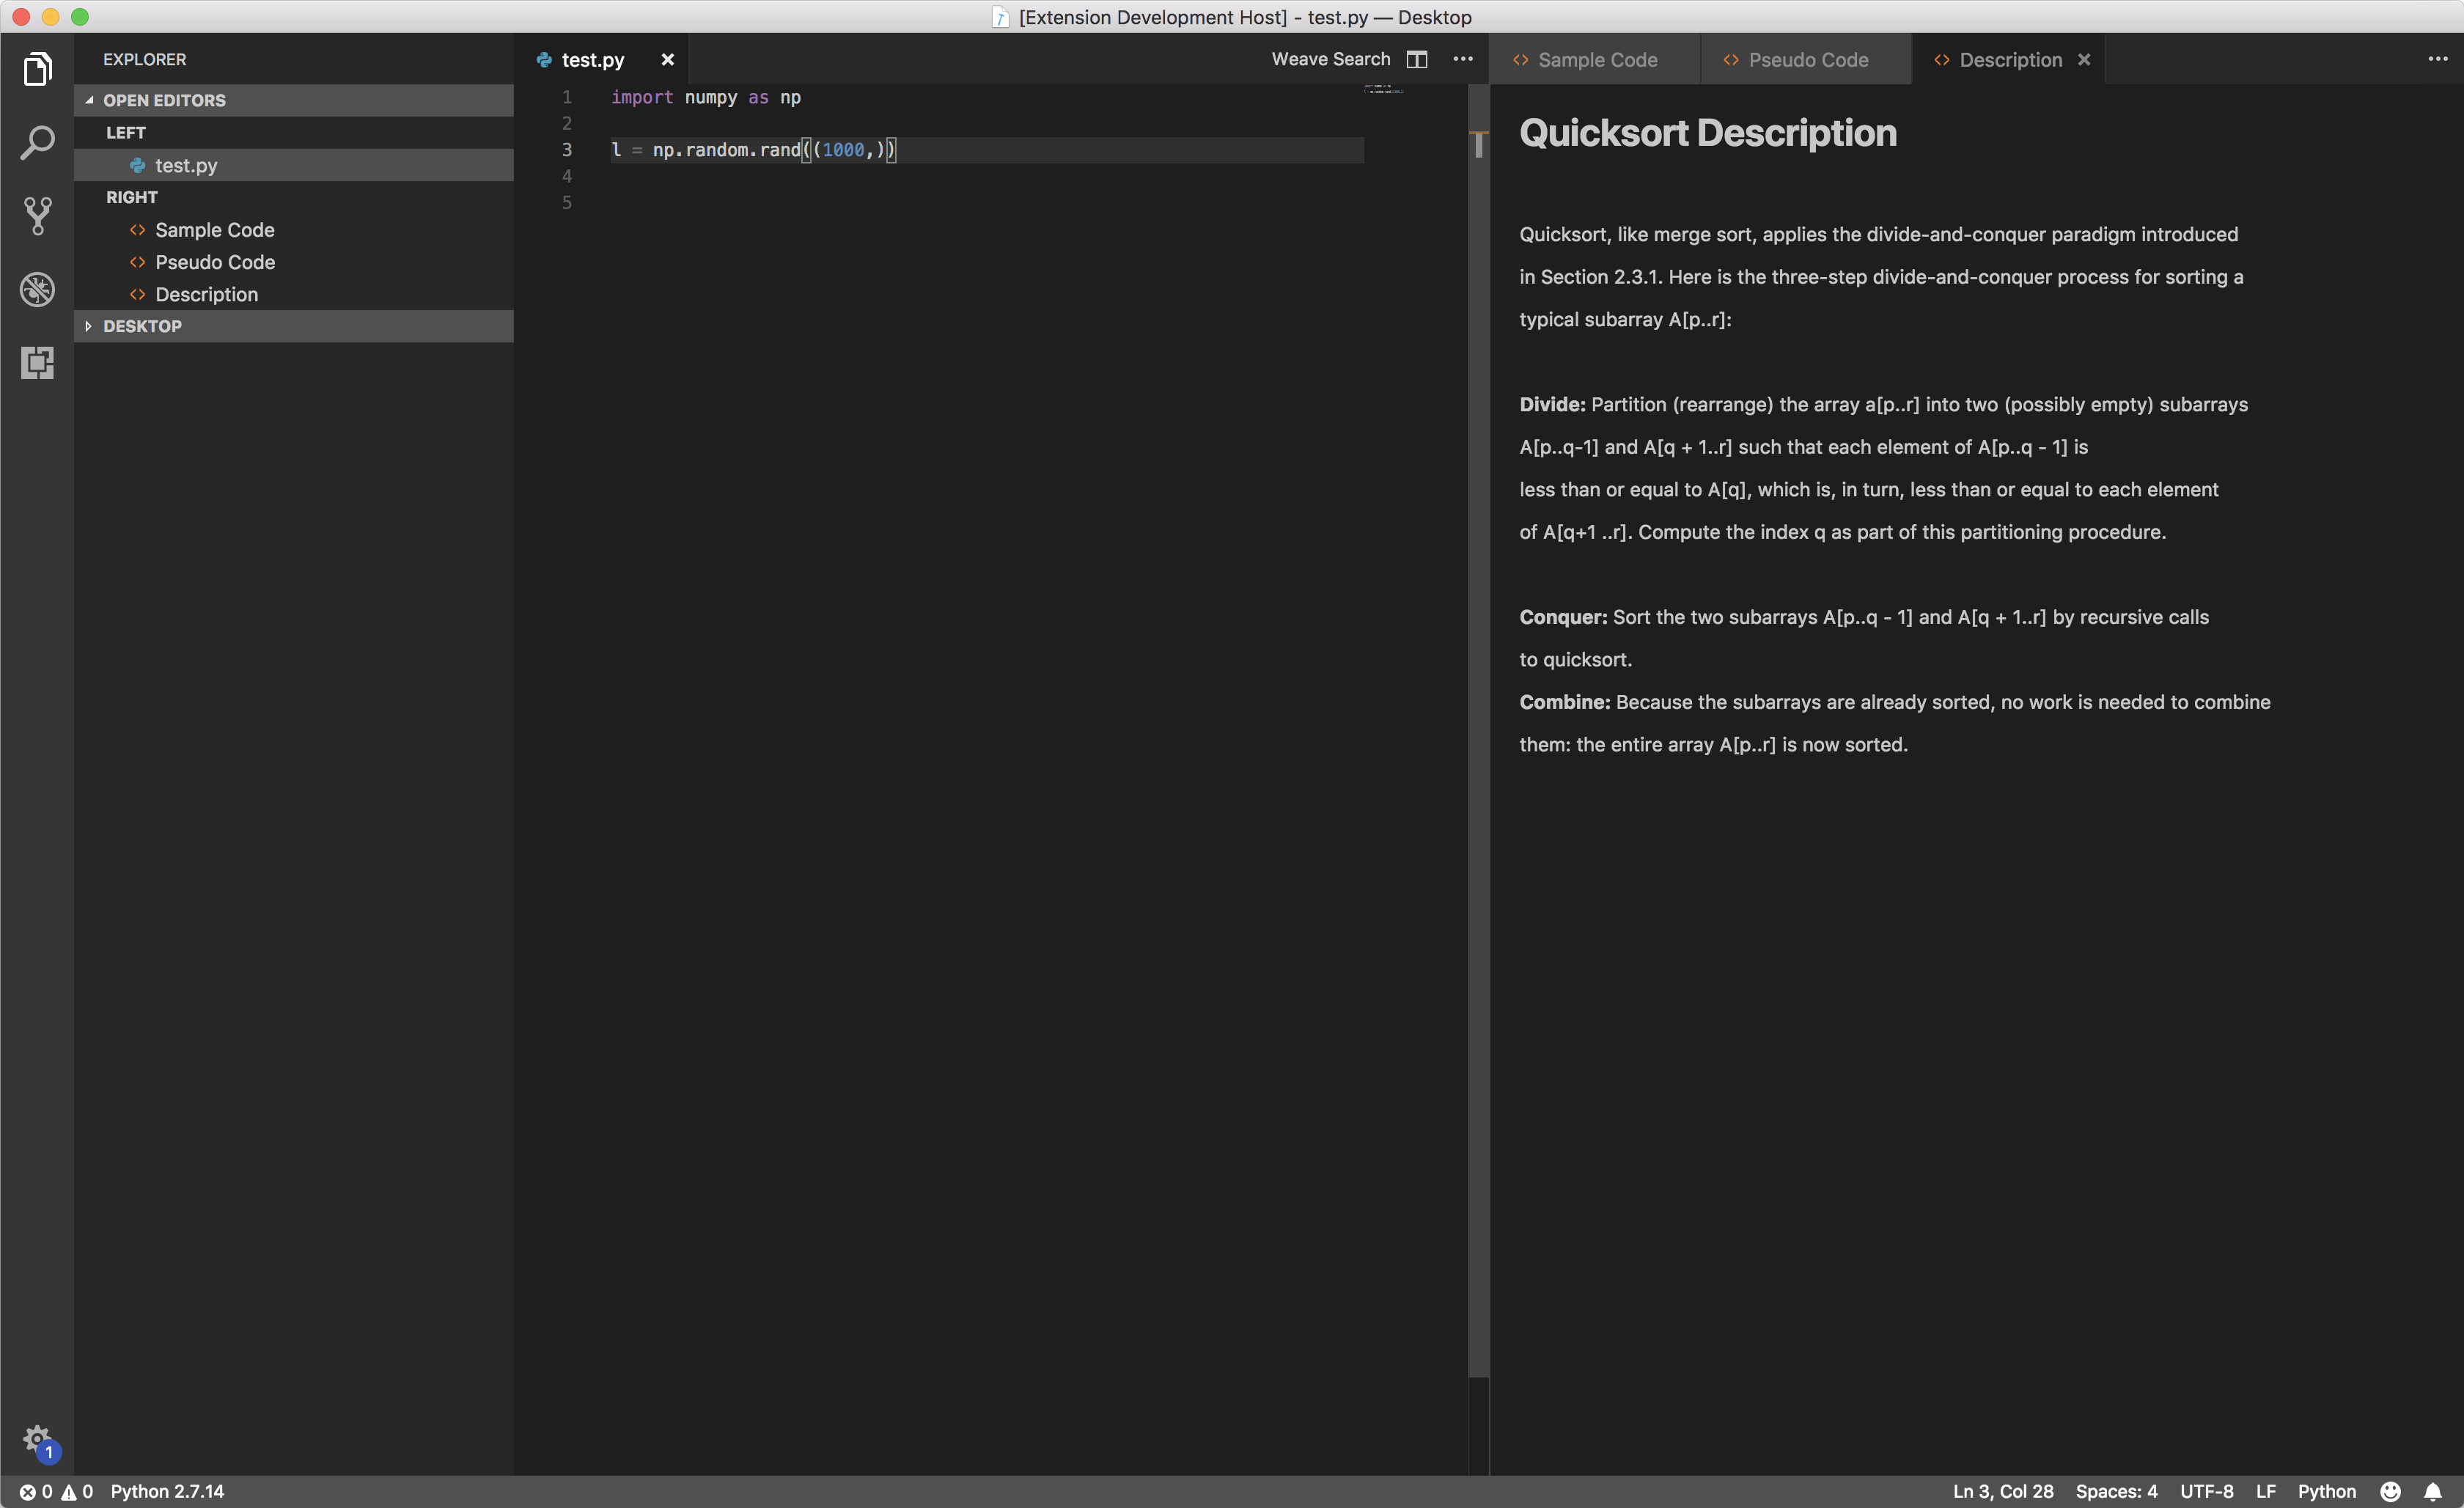 [Extension Development Host] - test.py — Desktop
EXPLORER
OPEN EDITORS
LEFT
test.py
RIGHT
Sample Code
Pseudo Code
Description
DESKTOP
test.py
Weave Search
1 import numpy as np
2
3 l = np.random.rand((1000,))
4
5
Sample Code
Pseudo Code
Description
Quicksort Description
Quicksort, like merge sort, applies the divide-and-conquer paradigm introduced
in Section 2.3.1. Here is the three-step divide-and-conquer process for sorting a
typical subarray A[p..r]:
Divide: Partition (rearrange) the array a[p..r] into two (possibly empty) subarrays
A[p..q-1] and A[q + 1..r] such that each element of A[p..q - 1] is
less than or equal to A[q], which is, in turn, less than or equal to each element
of A[q+1 ..r]. Compute the index q as part of this partitioning procedure.
Conquer: Sort the two subarrays A[p..q - 1] and A[q + 1..r] by recursive calls
to quicksort.
Combine: Because the subarrays are already sorted, no work is needed to combine
them: the entire array A[p..r] is now sorted.
1
0 0 Python 2.7.14
Ln 3, Col 28 Spaces: 4 UTF-8 LF Python